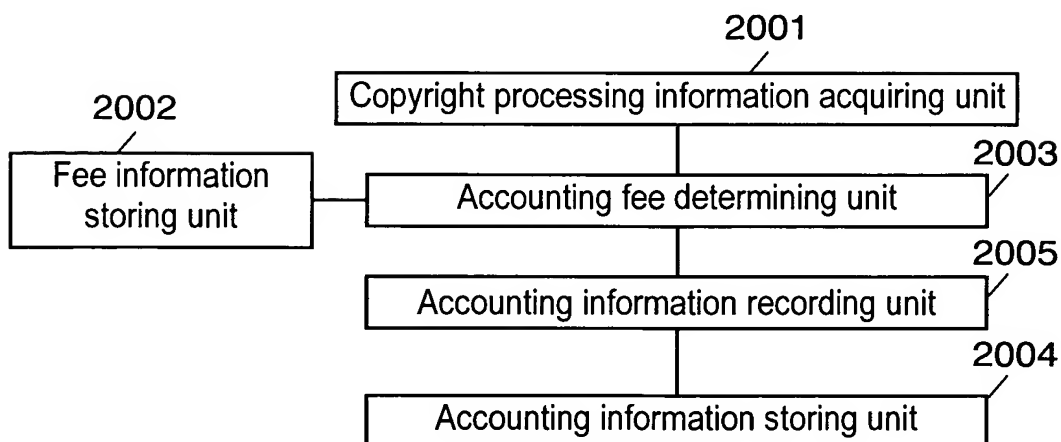 2001
Copyright processing information acquiring unit
2002
Fee information
storing unit
2003
Accounting fee determining unit
2005
Accounting information recording unit
2004
Accounting information storing unit